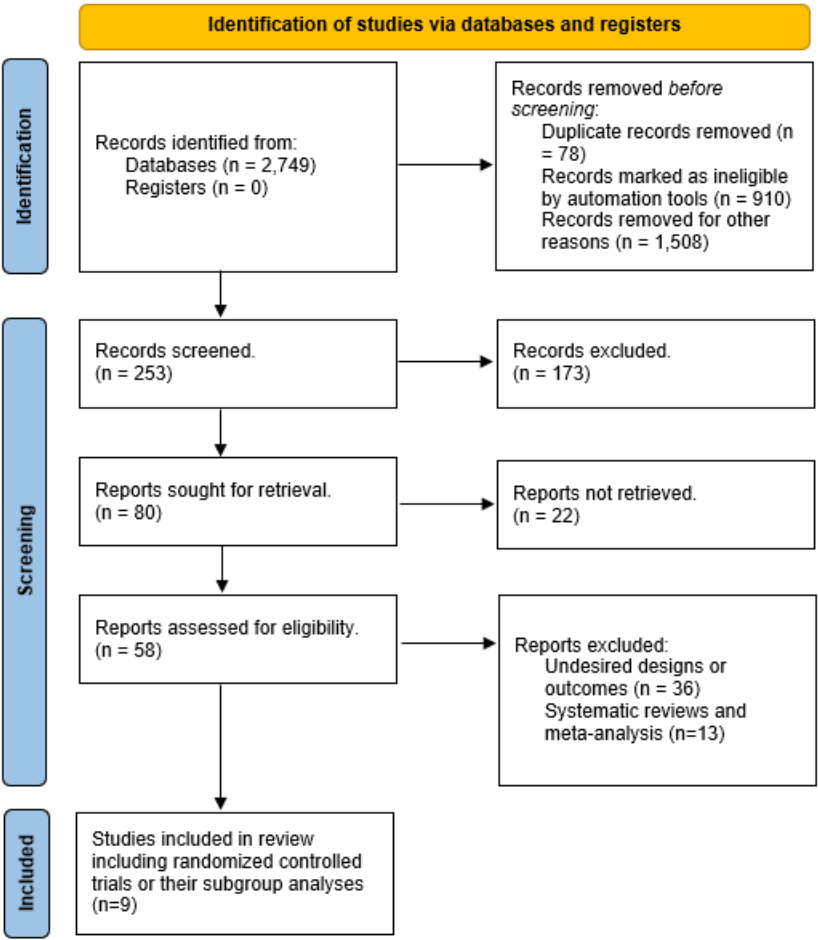 Identification of studies via databases and registers
Identification
Records identified from:
Databases (n = 2,749)
Registers (n = 0)
Records removed before
screening:
Duplicate records removed (n
= 78)
Records marked as ineligible
by automation tools (n = 910)
Records removed for other
reasons (n = 1,508)
Screening
Records screened.
(n = 253)
Records excluded.
(n = 173)
Reports sought for retrieval.
(n = 80)
Reports not retrieved.
(n = 22)
Reports assessed for eligibility.
(n = 58)
Reports excluded:
Undesired designs or
outcomes (n = 36)
Systematic reviews and
meta-analysis (n=13)
Included
Studies included in review
including randomized controlled
trials or their subgroup analyses
(n=9)